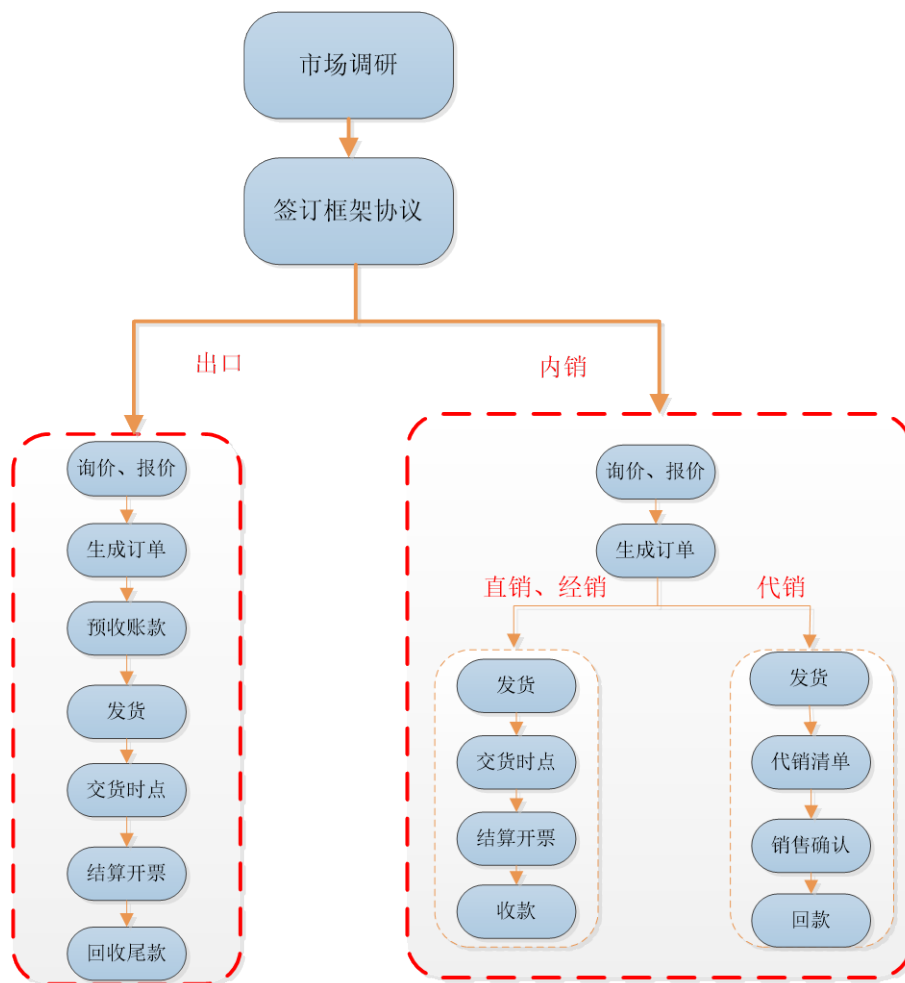 市场调研
签订框架协议
出口
内销
询价、报价
生成订单
预收账款
发货
交货时点
结算开票
回收尾款
询价、报价
生成订单
直销、经销
代销
发货
交货时点
结算开票
收款
发货
代销清单
销售确认
回款